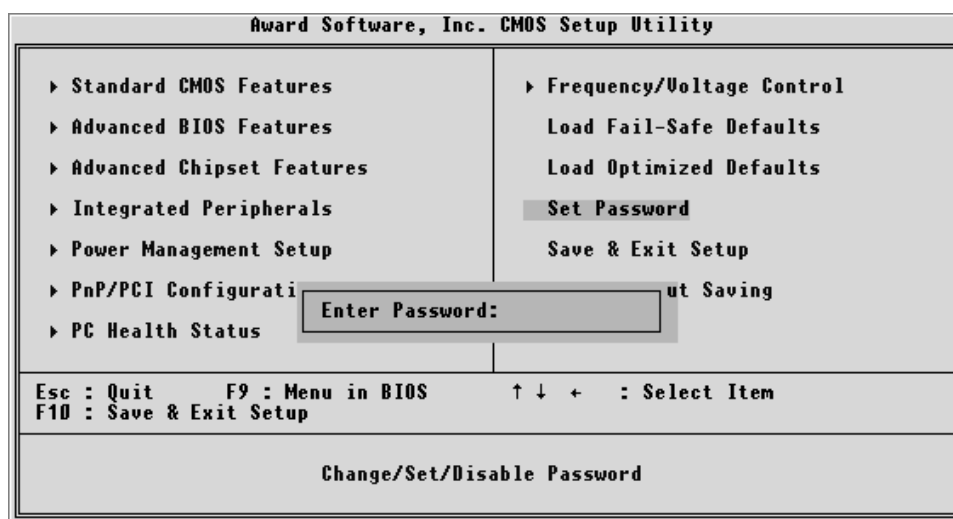 Award Software, Inc. CMOS Setup Utility
Standard CMOS Features
Advanced BIOS Features
Advanced Chipset Features
Integrated Peripherals
Power Management Setup
PnP/PCI Configurati
PC Health Status
Frequency/Voltage Control
Load Fail-Safe Defaults
Load Optimized Defaults
Set Password
Save & Exit Setup
ut Saving
Enter Password:
Esc : Quit F9 : Menu in BIOS ↑ ↓ ← : Select Item
F10 : Save & Exit Setup
Change/Set/Disable Password